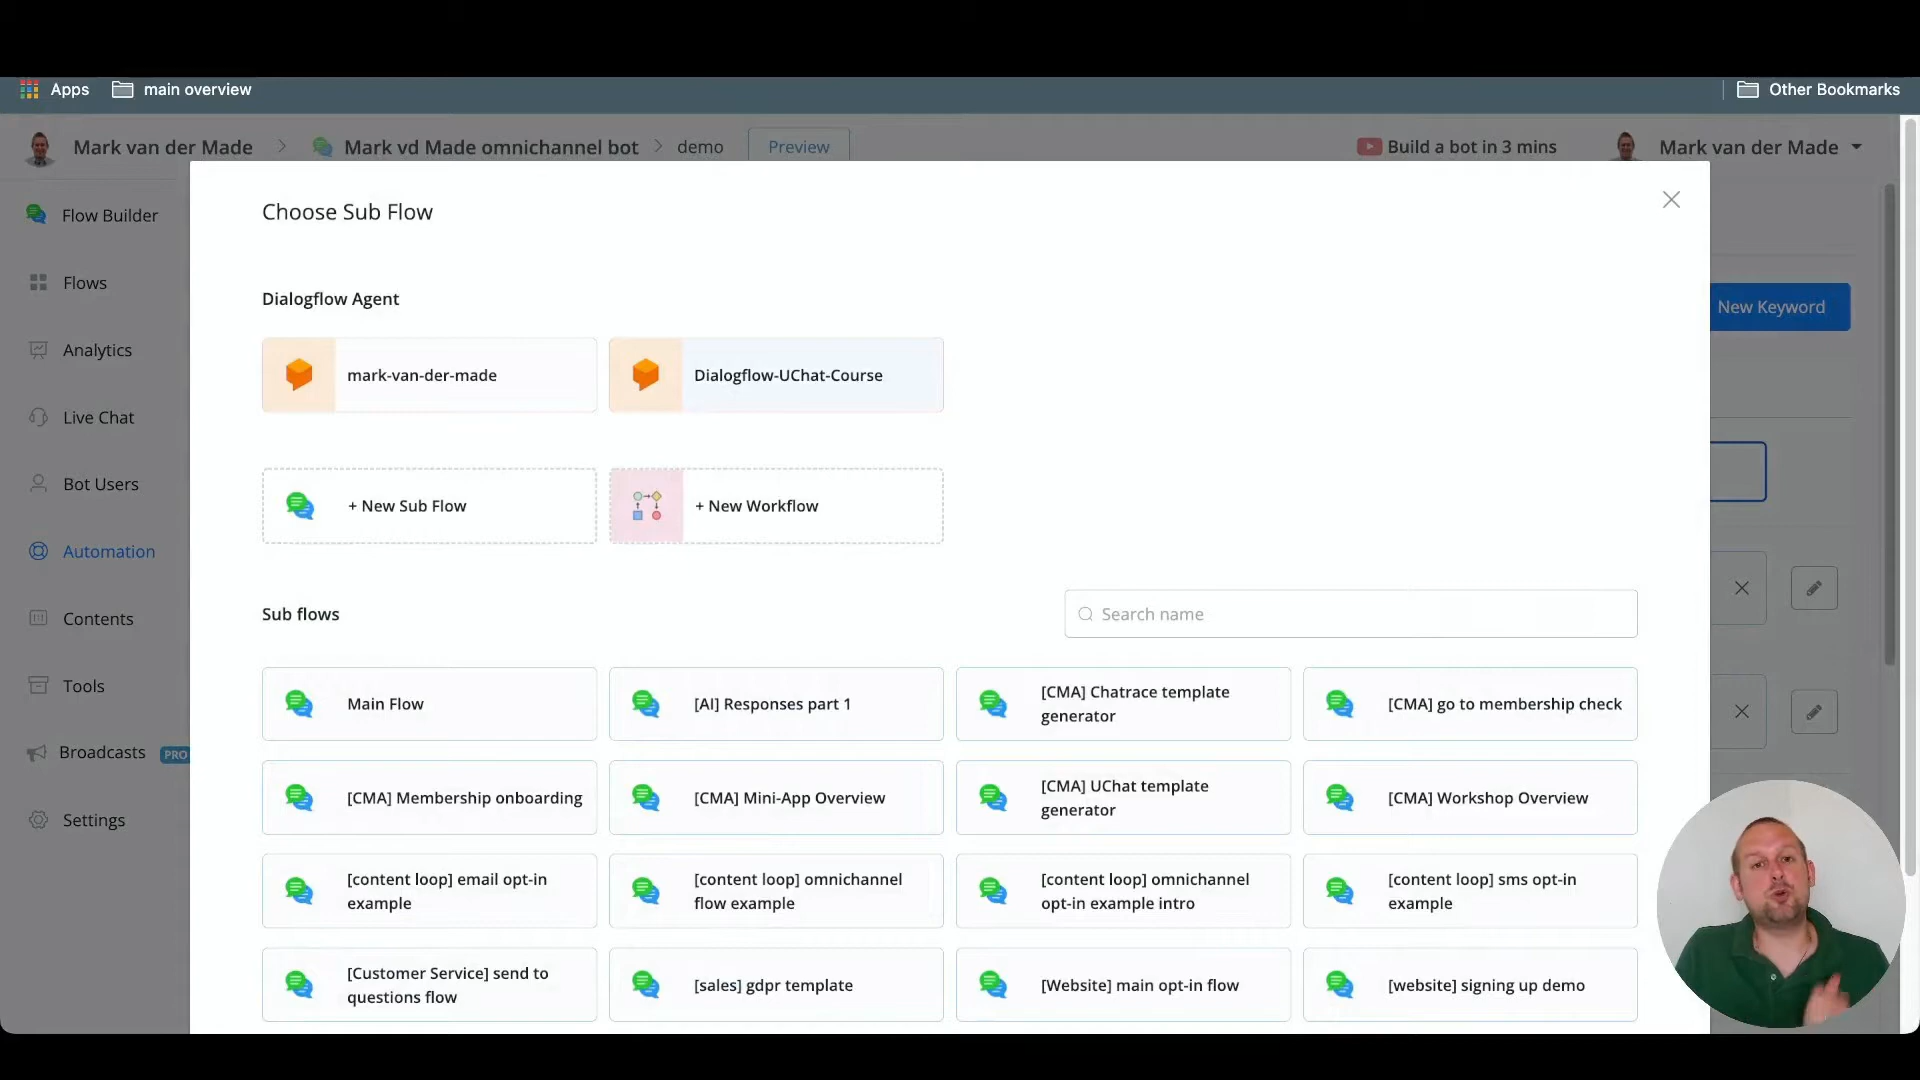 Apps
main overview
Other Bookmarks
Mark van der Made
Mark vd Made omnichannel bot
demo
Preview
Build a bot in 3 mins
Mark van der Made
Flow Builder
Flows
Analytics
Live Chat
Bot Users
Automation
Contents
Tools
Broadcasts PRO
Settings
New Keyword
Choose Sub Flow
Dialogflow Agent
mark-van-der-made
Dialogflow-UChat-Course
+ New Sub Flow
+ New Workflow
Sub flows
Search name
Main Flow
[AI] Responses part 1
[CMA] Chatrace template
generator
[CMA] go to membership check
[CMA] Membership onboarding
[CMA] Mini-App Overview
[CMA] UChat template
generator
[CMA] Workshop Overview
[content loop] email opt-in
example
[content loop] omnichannel
flow example
[content loop] omnichannel
opt-in example intro
[content loop] sms opt-in
example
[Customer Service] send to
questions flow
[sales] gdpr template
[Website] main opt-in flow
[website] signing up demo